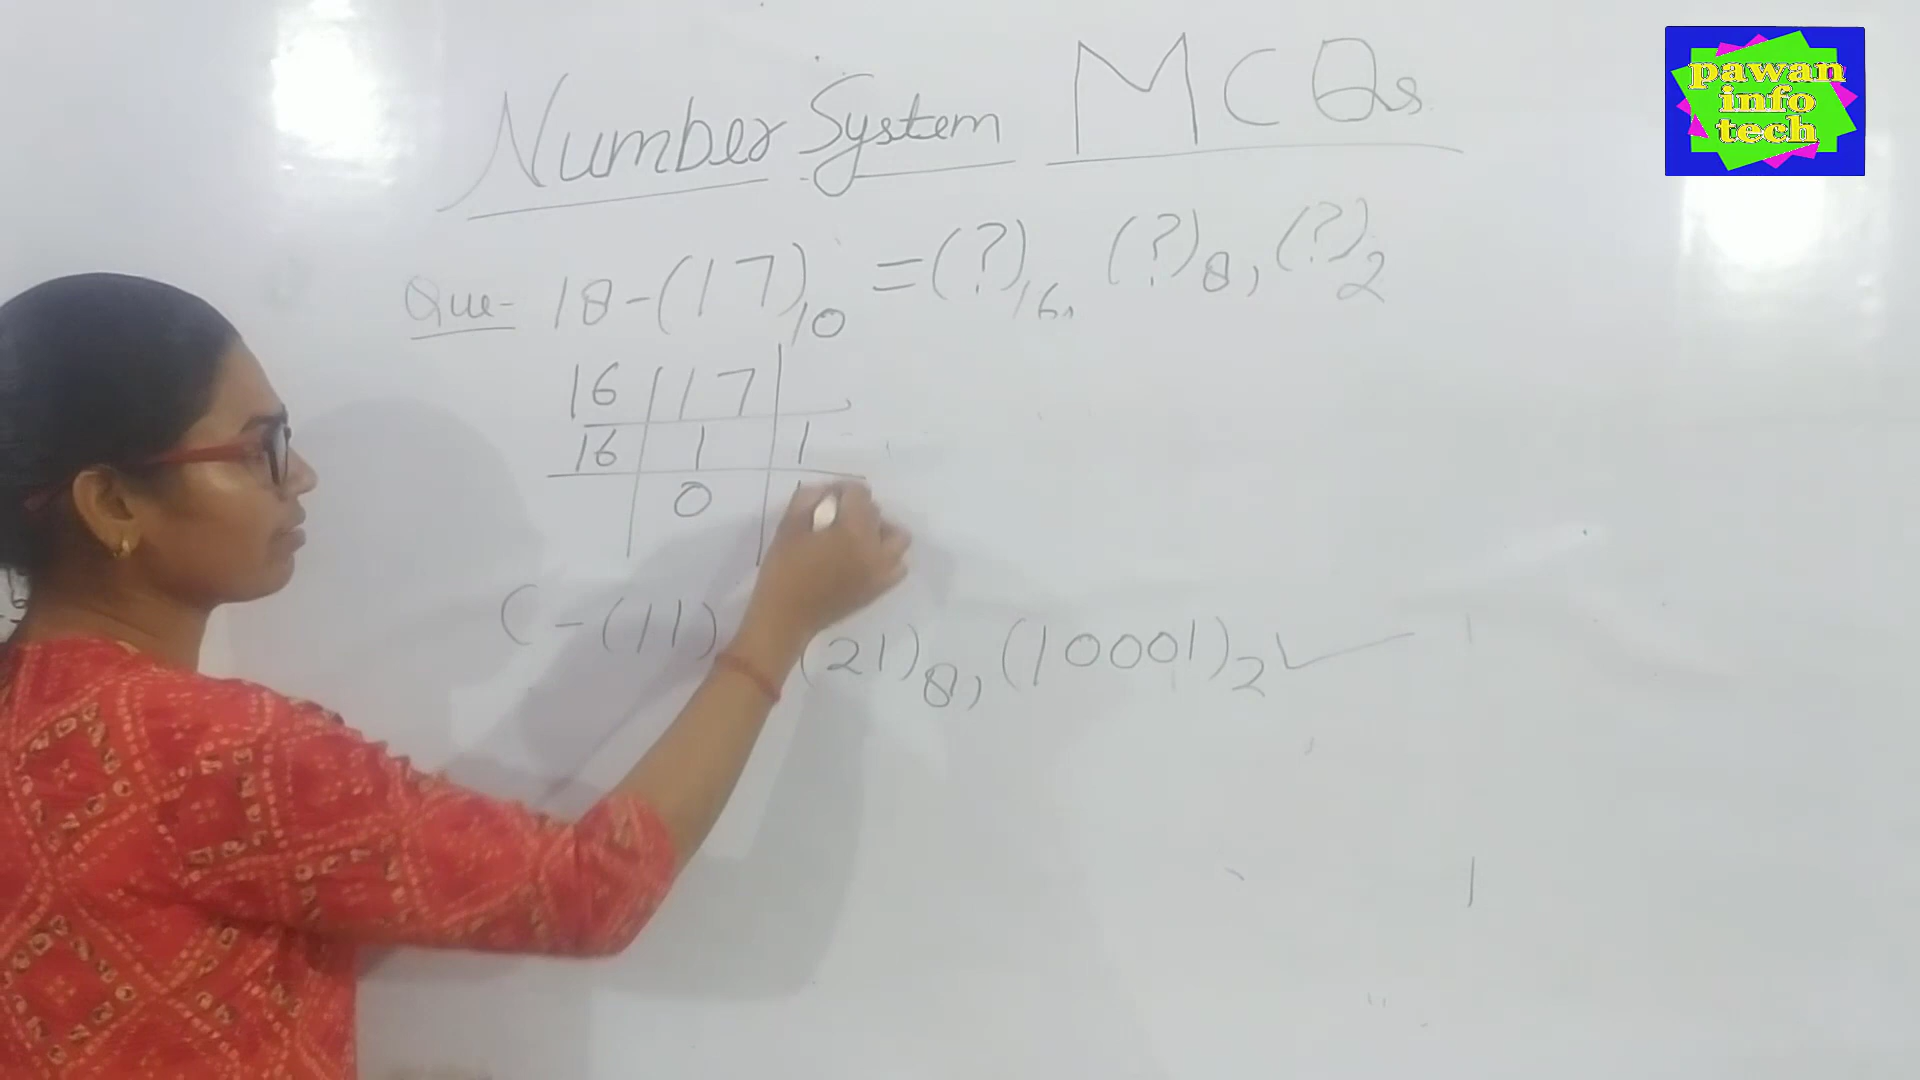 Number System MCQs
pawan
info
tech
Que- 18-(17)10 =(?)16, (?)8, (?)2
16 | 17 |
16 | 1 | 1
0
C-(11) (21)8, (10001)2 ✓